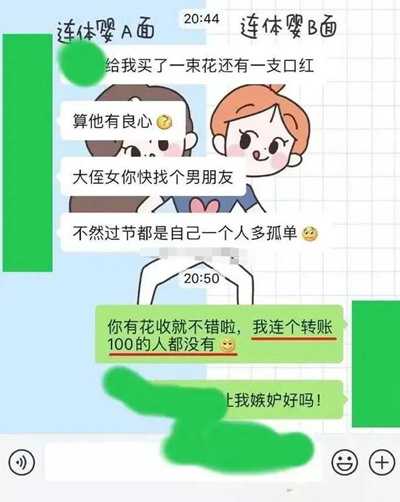 20:44
连体婴A面
连体婴B面
给我买了一束花还有一支口红
算他有良心
大侄女你快找个男朋友
不然过节都是自己一个人多孤单
20:50
你有花收就不错啦，我连个转账
100的人都没有
让我嫉妒好吗！